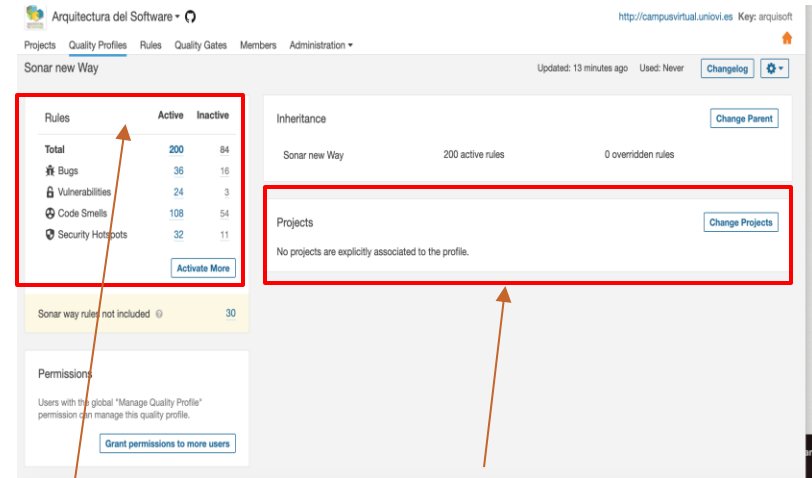 Arquitectura del Software
http://campusvirtual.uniovi.es Key: arquisoft
Projects Quality Profiles Rules Quality Gates Members Administration
Sonar new Way
Updated: 13 minutes ago Used: Never Changelog
Rules Active Inactive
Total 200 84
Bugs 36 16
Vulnerabilities 24 3
Code Smells 108 54
Security Hotspots 32 11
Activate More
Sonar way rules not included 30
Permissions
Users with the global "Manage Quality Profile"
permission can manage this quality profile.
Grant permissions to more users
Inheritance Change Parent
Sonar new Way 200 active rules 0 overridden rules
Projects Change Projects
No projects are explicitly associated to the profile.